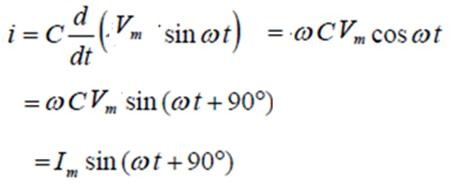 i = C d/dt (V_m sin ωt) = ωCV_m cos ωt
= ωCV_m sin (ωt + 90°)
= I_m sin (ωt + 90°)